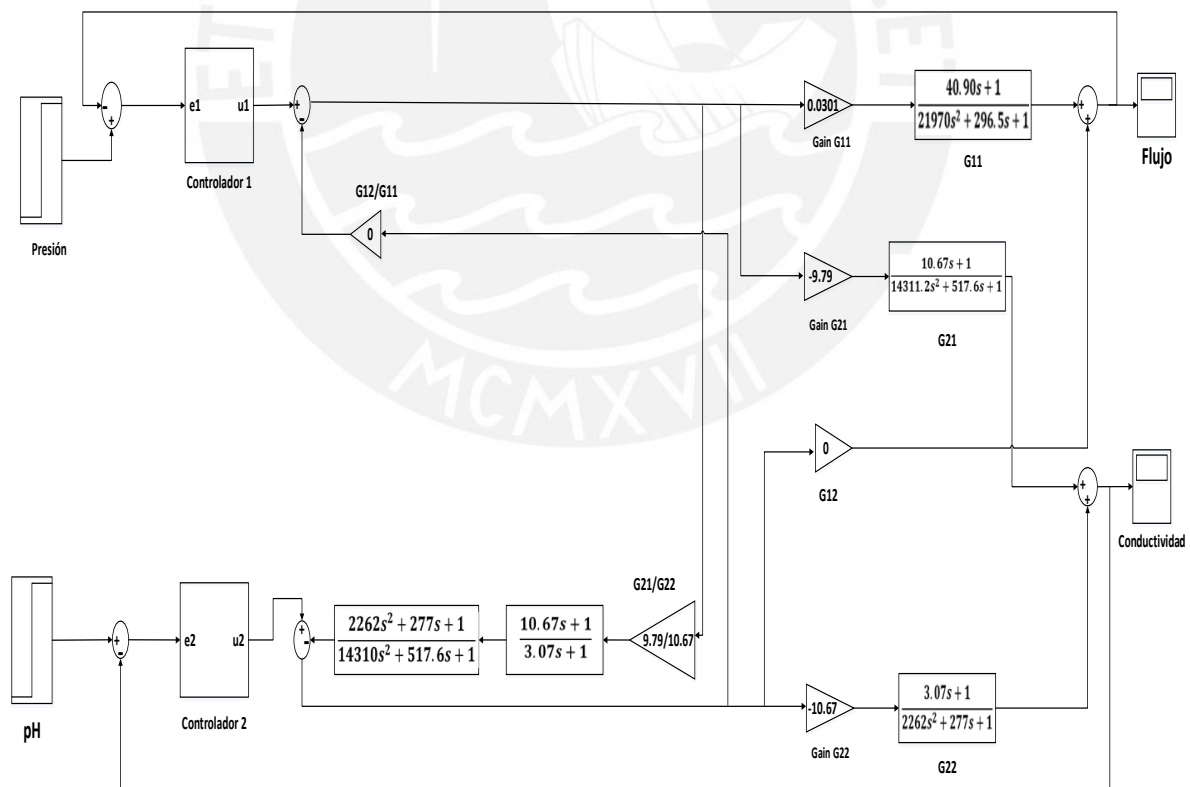 e1
u1
Controlador 1
Presión
+
-
+
-
0.0301
Gain G11
40.90s+1
21970s²+296.5s+1
G11
+
+
Flujo
G12/G11
0
-9.79
Gain G21
10.67s+1
14311.2s²+517.6s+1
G21
MCMXVII
0
G12
+
+
Conductividad
pH
+
-
e2
u2
Controlador 2
+
-
2262s²+277s+1
14310s²+517.6s+1
10.67s+1
3.07s+1
G21/G22
9.79/10.67
-10.67
Gain G22
3.07s+1
2262s²+277s+1
G22